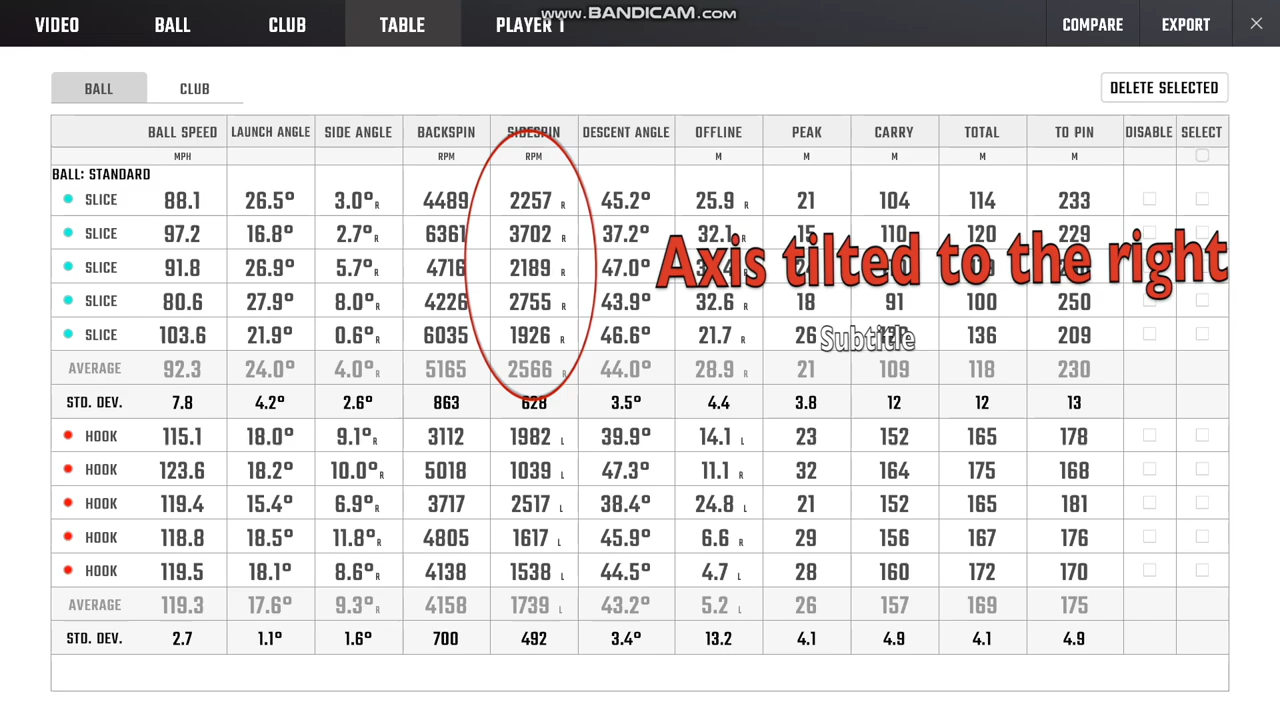 www.BANDICAM.com
VIDEO BALL CLUB TABLE PLAYER 1 COMPARE EXPORT ×
BALL CLUB DELETE SELECTED
BALL SPEED LAUNCH ANGLE SIDE ANGLE BACKSPIN SIDESPIN DESCENT ANGLE OFFLINE PEAK CARRY TOTAL TO PIN DISABLE SELECT
MPH RPM RPM M M M M M
BALL: STANDARD
SLICE 88.1 26.5° 3.0° R 4489 2257 R 45.2° 25.9 R 21 104 114 233
SLICE 97.2 16.8° 2.7° R 6361 3702 R 37.2° 32.1 R 15 110 120 229
SLICE 91.8 26.9° 5.7° R 4716 2189 R 47.0°
Axis tilted to the right
SLICE 80.6 27.9° 8.0° R 4226 2755 R 43.9° 32.6 R 18 91 100 250
SLICE 103.6 21.9° 0.6° R 6035 1926 R 46.6° 21.7 R 26 136 209
Subtitle
AVERAGE 92.3 24.0° 4.0° R 5165 2566 R 44.0° 28.9 R 21 109 118 230
STD. DEV. 7.8 4.2° 2.6° 863 628 3.5° 4.4 3.8 12 12 13
HOOK 115.1 18.0° 9.1° R 3112 1982 L 39.9° 14.1 L 23 152 165 178
HOOK 123.6 18.2° 10.0° R 5018 1039 L 47.3° 11.1 R 32 164 175 168
HOOK 119.4 15.4° 6.9° R 3717 2517 L 38.4° 24.8 L 21 152 165 181
HOOK 118.8 18.5° 11.8° R 4805 1617 L 45.9° 6.6 R 29 156 167 176
HOOK 119.5 18.1° 8.6° R 4138 1538 L 44.5° 4.7 L 28 160 172 170
AVERAGE 119.3 17.6° 9.3° R 4158 1739 L 43.2° 5.2 L 26 157 169 175
STD. DEV. 2.7 1.1° 1.6° 700 492 3.4° 13.2 4.1 4.9 4.1 4.9